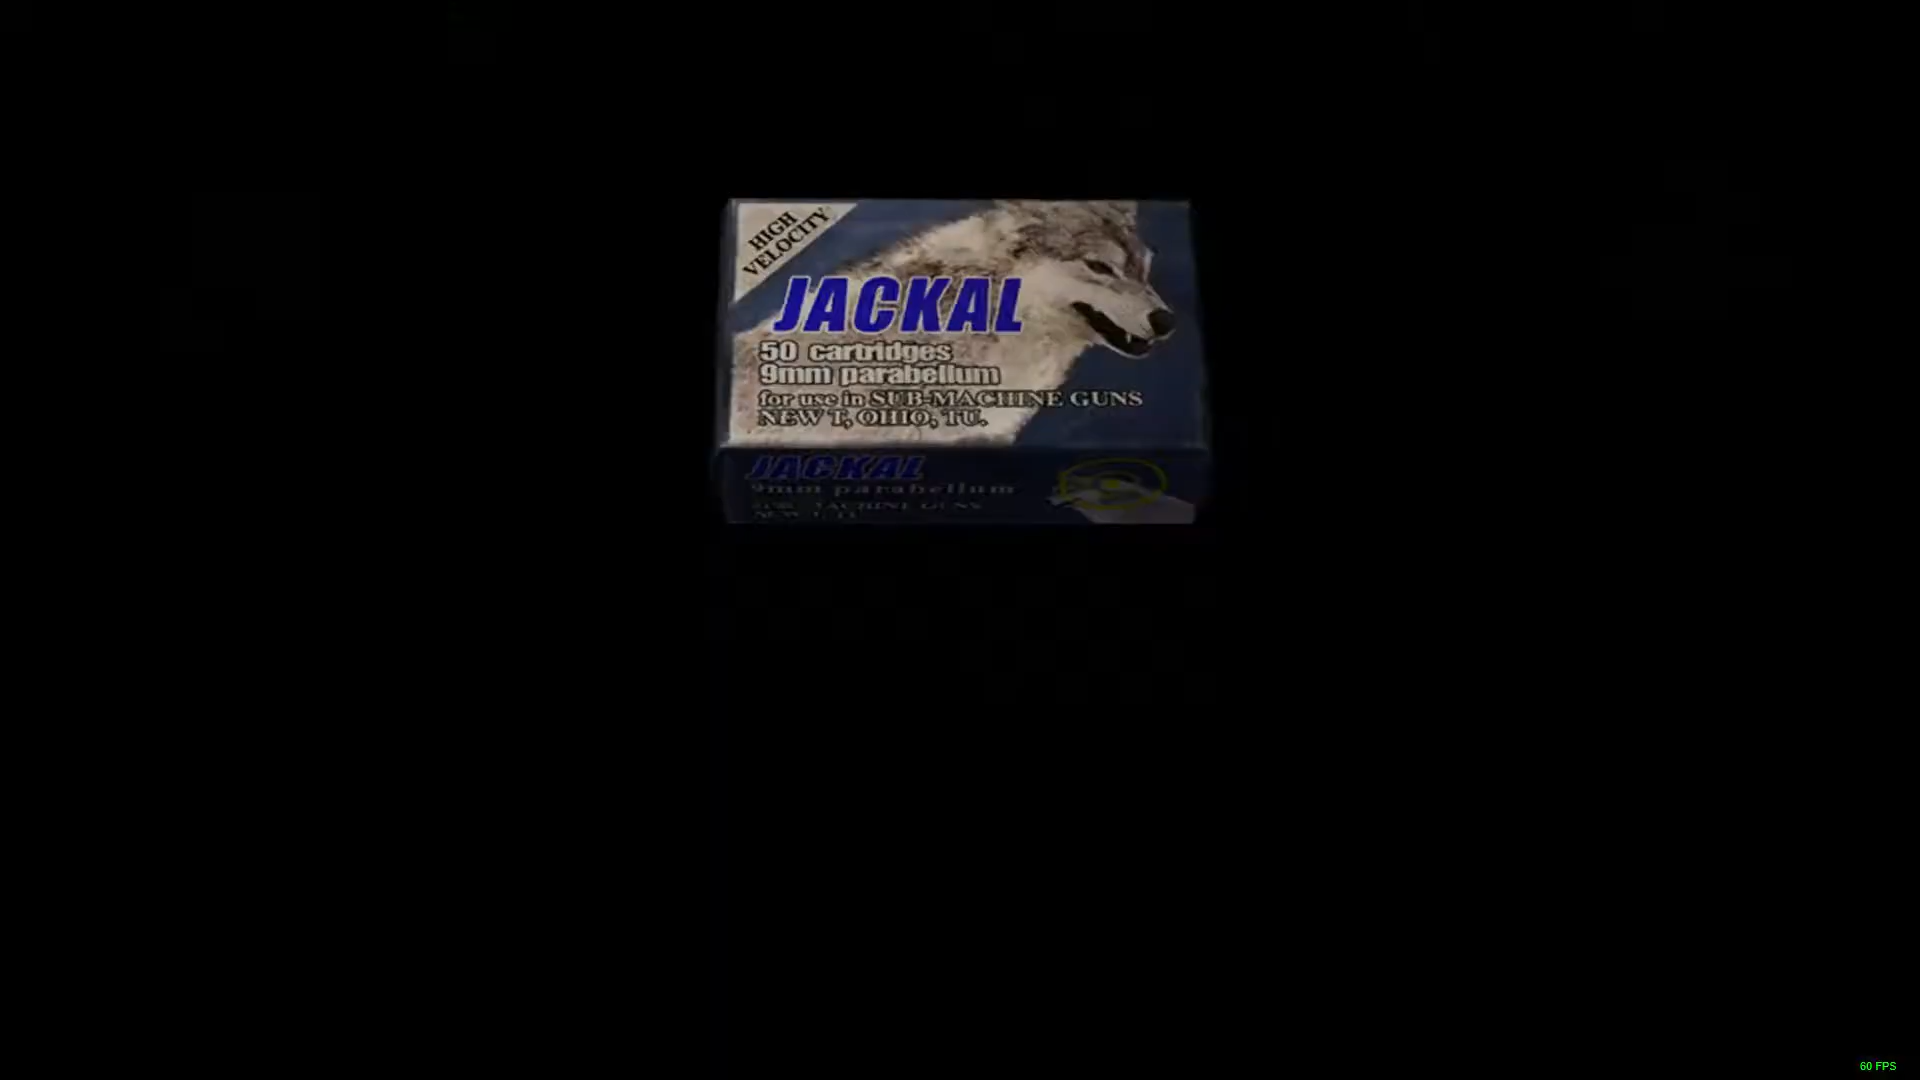 HIGH
VELOCITY
JACKAL
50 cartridges
9mm parabellum
for use in SUB-MACHINE GUNS
NEW T, OHIO, TU.
JACKAL
9mm parabellum
60 FPS